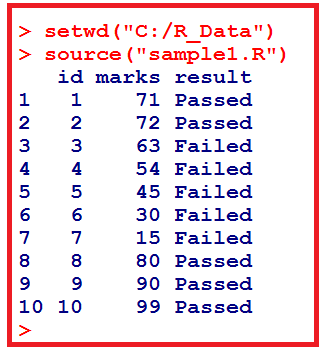 > setwd("C:/R_Data")
> source("sample1.R")
   id marks result
1   1    71 Passed
2   2    72 Passed
3   3    63 Failed
4   4    54 Failed
5   5    45 Failed
6   6    30 Failed
7   7    15 Failed
8   8    80 Passed
9   9    90 Passed
10 10    99 Passed
>